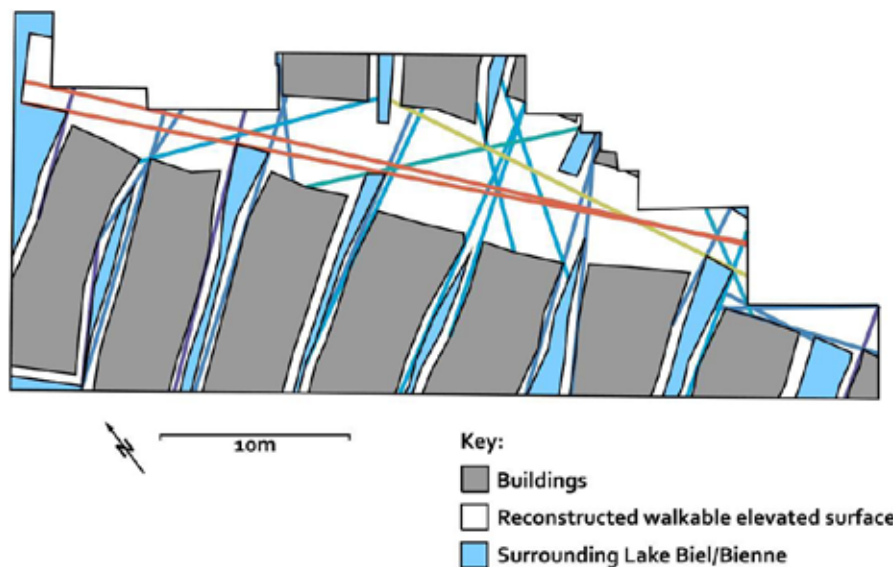 N
10m
Key:
Buildings
Reconstructed walkable elevated surface
Surrounding Lake Biel/Bienne